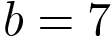 b = 7